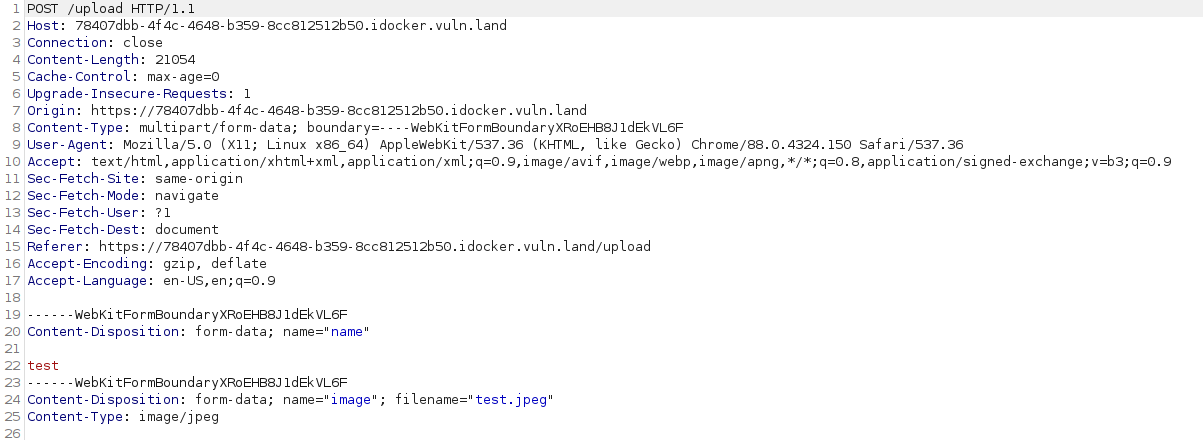 1 POST /upload HTTP/1.1
2 Host: 78407dbb-4f4c-4648-b359-8cc812512b50.idocker.vuln.land
3 Connection: close
4 Content-Length: 21054
5 Cache-Control: max-age=0
6 Upgrade-Insecure-Requests: 1
7 Origin: https://78407dbb-4f4c-4648-b359-8cc812512b50.idocker.vuln.land
8 Content-Type: multipart/form-data; boundary=----WebKitFormBoundaryXRoEHB8J1dEkVL6F
9 User-Agent: Mozilla/5.0 (X11; Linux x86_64) AppleWebKit/537.36 (KHTML, like Gecko) Chrome/88.0.4324.150 Safari/537.36
10 Accept: text/html,application/xhtml+xml,application/xml;q=0.9,image/avif,image/webp,image/apng,*/*;q=0.8,application/signed-exchange;v=b3;q=0.9
11 Sec-Fetch-Site: same-origin
12 Sec-Fetch-Mode: navigate
13 Sec-Fetch-User: ?1
14 Sec-Fetch-Dest: document
15 Referer: https://78407dbb-4f4c-4648-b359-8cc812512b50.idocker.vuln.land/upload
16 Accept-Encoding: gzip, deflate
17 Accept-Language: en-US,en;q=0.9
18
19 ------WebKitFormBoundaryXRoEHB8J1dEkVL6F
20 Content-Disposition: form-data; name="name"
21
22 test
23 ------WebKitFormBoundaryXRoEHB8J1dEkVL6F
24 Content-Disposition: form-data; name="image"; filename="test.jpeg"
25 Content-Type: image/jpeg
26